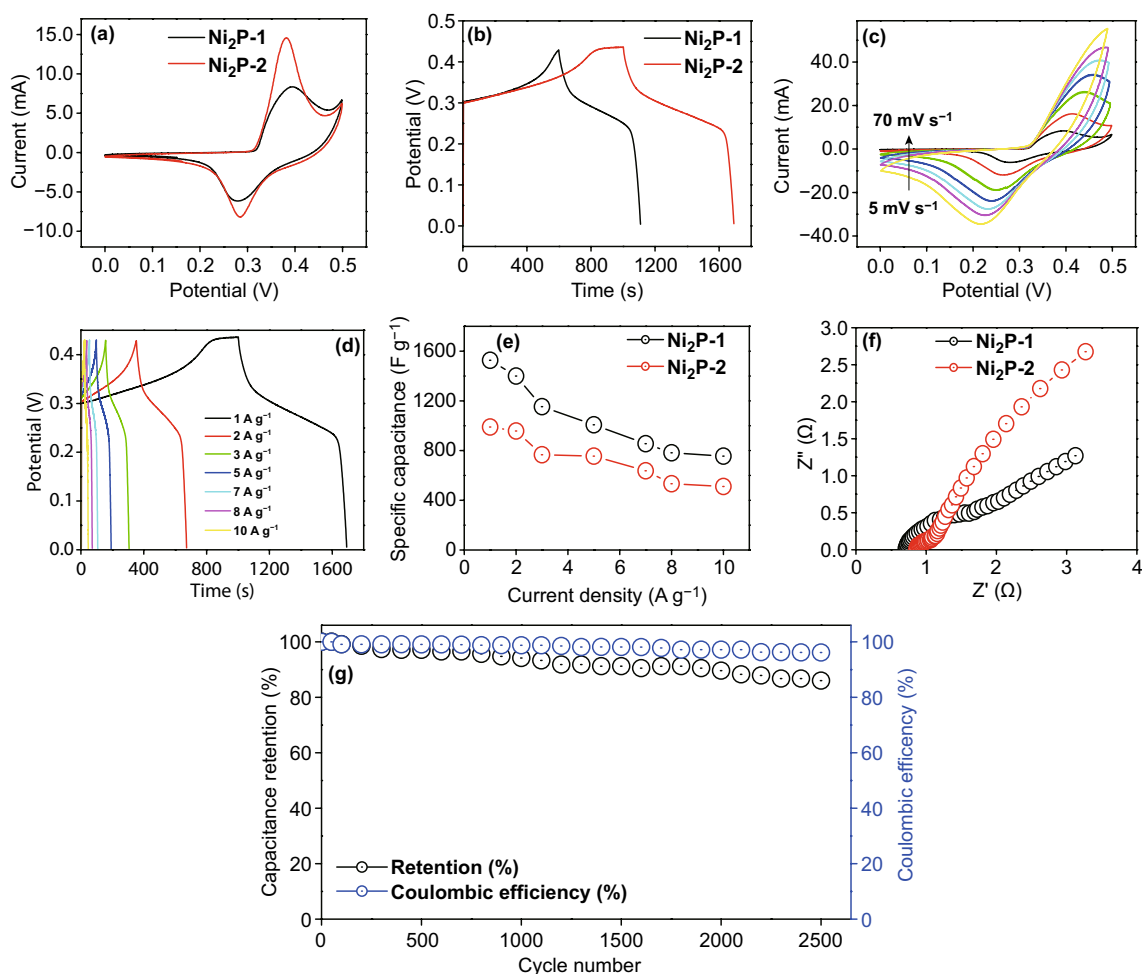 (a)
Ni₂P-1
Ni₂P-2
15.0
10.0
5.0
0.0
−5.0
−10.0
Current (mA)
0.0 0.1 0.2 0.3 0.4 0.5
Potential (V)
(b)
Ni₂P-1
Ni₂P-2
0.5
0.4
0.3
0.2
0.1
0.0
Potential (V)
0 400 800 1200 1600
Time (s)
(c)
60.0
40.0
20.0
0.00
−20.0
−40.0
Current (mA)
70 mV s⁻¹
5 mV s⁻¹
0.0 0.1 0.2 0.3 0.4 0.5
Potential (V)
(d)
0.4
0.3
0.2
0.1
0.0
Potential (V)
1 A g⁻¹
2 A g⁻¹
3 A g⁻¹
5 A g⁻¹
7 A g⁻¹
8 A g⁻¹
10 A g⁻¹
0 400 800 1200 1600
Time (s)
(e)
Ni₂P-1
Ni₂P-2
1600
1200
800
400
0
Specific capacitance (F g⁻¹)
0 2 4 6 8 10
Current density (A g⁻¹)
(f)
Ni₂P-1
Ni₂P-2
3.0
2.5
2.0
1.5
1.0
0.5
0.0
Z" (Ω)
0 1 2 3 4
Z' (Ω)
(g)
100
80
60
40
20
0
Capacitance retention (%)
Retention (%)
Coulombic efficiency (%)
100
80
60
40
20
0
Coulombic efficency (%)
0 500 1000 1500 2000 2500
Cycle number